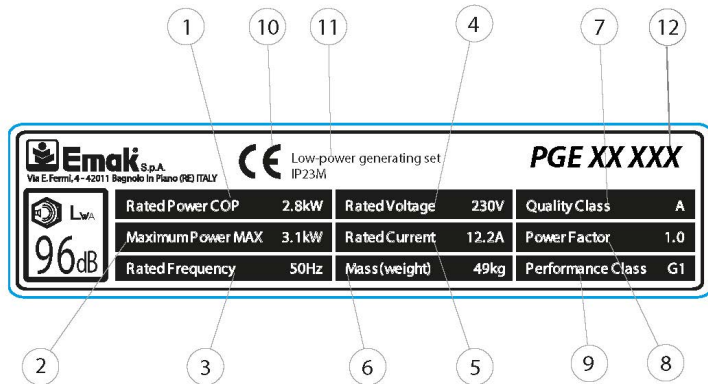 1 10 11 4 7 12
Emak S.p.A.
Via E. Fermi, 4 - 42011 Bagnolo In Piano (RE) ITALY
CE
Low-power generating set
IP23M
PGE XX XXX
LWA
96dB
Rated Power COP 2.8kW
Rated Voltage 230V
Quality Class A
Maximum Power MAX 3.1kW
Rated Current 12.2A
Power Factor 1.0
Rated Frequency 50Hz
Mass(weight) 49kg
Performance Class G1
2 3 6 5 9 8